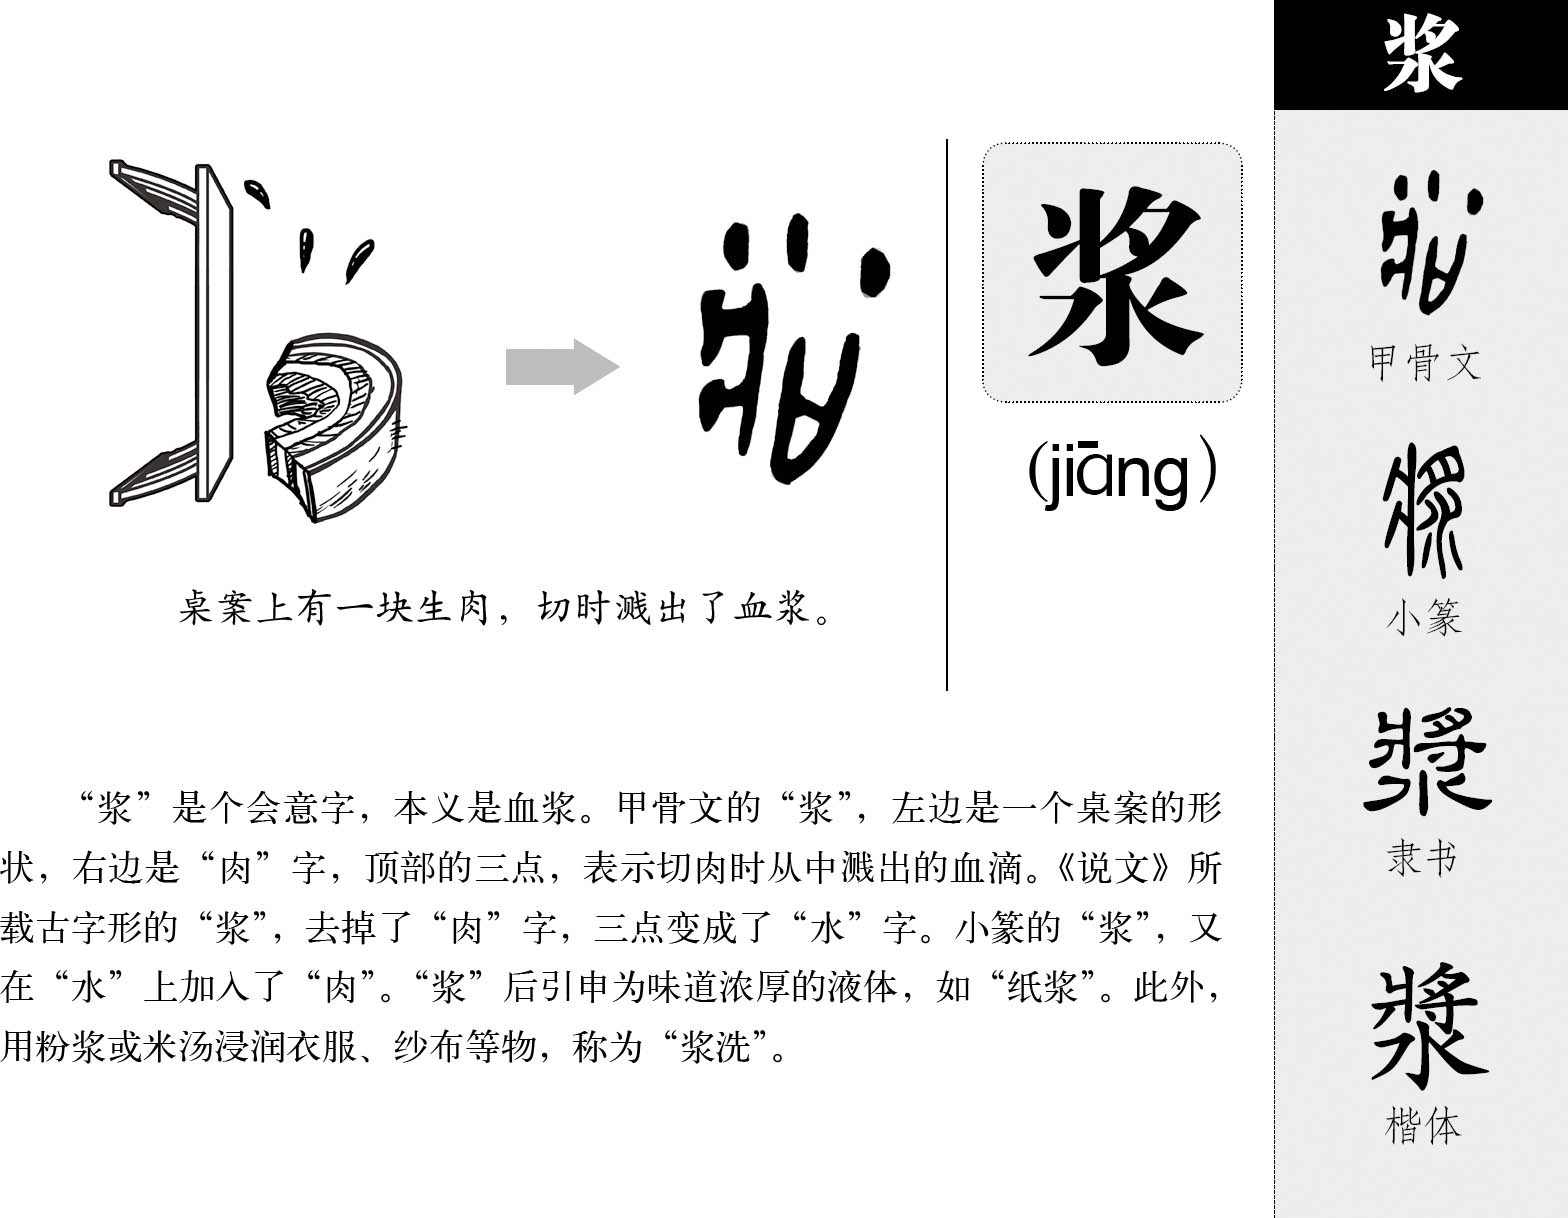 浆
浆
(jiāng)
桌案上有一块生肉，切时溅出了血浆。
“浆”是个会意字，本义是血浆。甲骨文的“浆”，左边是一个桌案的形
状，右边是“肉”字，顶部的三点，表示切肉时从中溅出的血滴。《说文》所
载古字形的“浆”，去掉了“肉”字，三点变成了“水”字。小篆的“浆”，又
在“水”上加入了“肉”。“浆”后引申为味道浓厚的液体，如“纸浆”。此外，
用粉浆或米汤浸润衣服、纱布等物，称为“浆洗”。
甲骨文
小篆
漿
隶书
漿
楷体